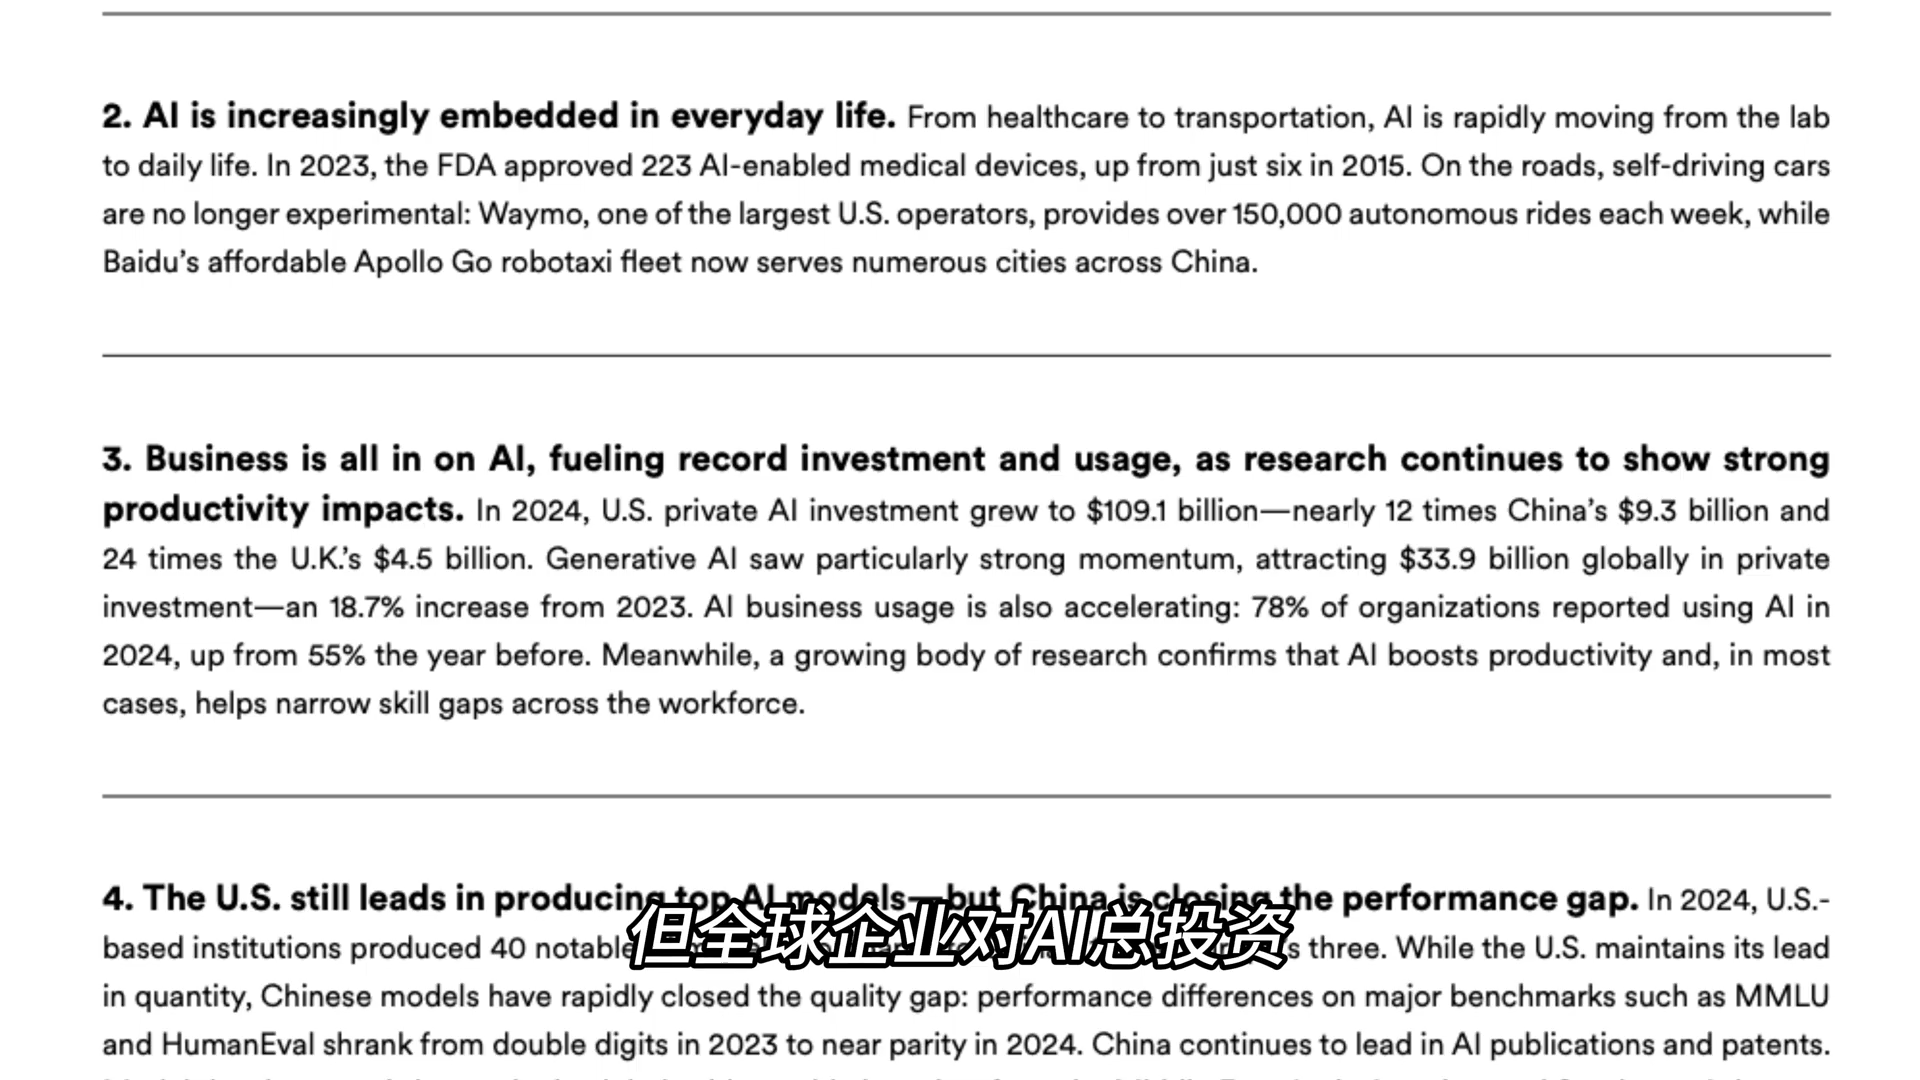 2. AI is increasingly embedded in everyday life. From healthcare to transportation, AI is rapidly moving from the lab
to daily life. In 2023, the FDA approved 223 AI-enabled medical devices, up from just six in 2015. On the roads, self-driving cars
are no longer experimental: Waymo, one of the largest U.S. operators, provides over 150,000 autonomous rides each week, while
Baidu’s affordable Apollo Go robotaxi fleet now serves numerous cities across China.
3. Business is all in on AI, fueling record investment and usage, as research continues to show strong
productivity impacts. In 2024, U.S. private AI investment grew to $109.1 billion—nearly 12 times China’s $9.3 billion and
24 times the U.K.’s $4.5 billion. Generative AI saw particularly strong momentum, attracting $33.9 billion globally in private
investment—an 18.7% increase from 2023. AI business usage is also accelerating: 78% of organizations reported using AI in
2024, up from 55% the year before. Meanwhile, a growing body of research confirms that AI boosts productivity and, in most
cases, helps narrow skill gaps across the workforce.
4. The U.S. still leads in producing top AI models—but China is closing the performance gap. In 2024, U.S.-
based institutions produced 40 notable three. While the U.S. maintains its lead
但全球企业对AI总投资
in quantity, Chinese models have rapidly closed the quality gap: performance differences on major benchmarks such as MMLU
and HumanEval shrank from double digits in 2023 to near parity in 2024. China continues to lead in AI publications and patents.